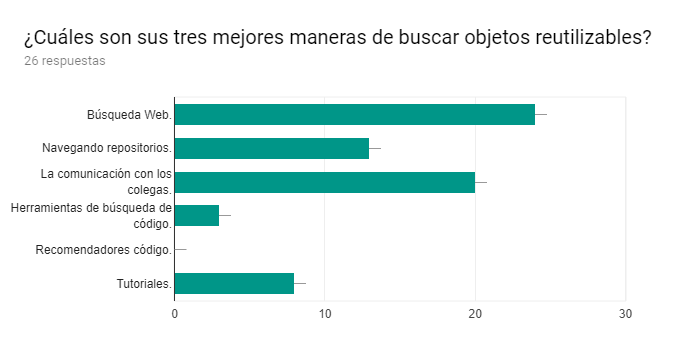 ¿Cuáles son sus tres mejores maneras de buscar objetos reutilizables?
26 respuestas
Búsqueda Web.
Navegando repositorios.
La comunicación con los
colegas.
Herramientas de búsqueda de
código.
Recomendadores código.
Tutoriales.
0 10 20 30